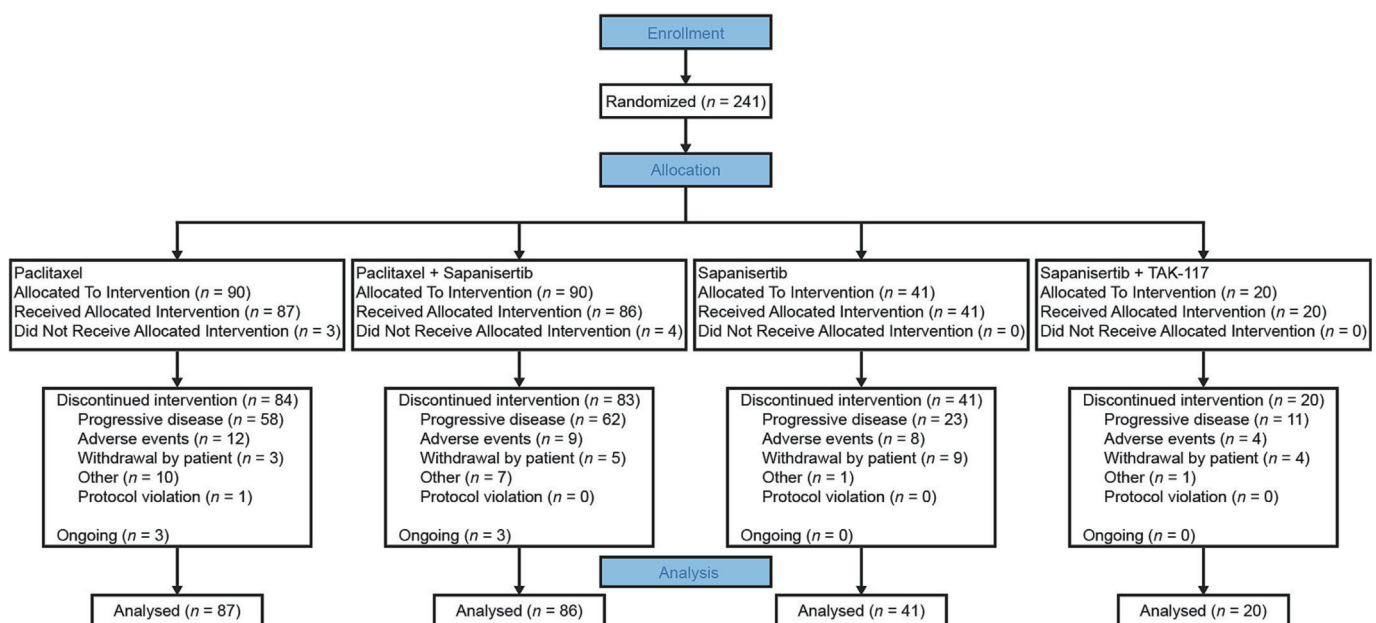 Enrollment
Randomized (n = 241)
Allocation
Paclitaxel
Allocated To Intervention (n = 90)
Received Allocated Intervention (n = 87)
Did Not Receive Allocated Intervention (n = 3)
Paclitaxel + Sapanisertib
Allocated To Intervention (n = 90)
Received Allocated Intervention (n = 86)
Did Not Receive Allocated Intervention (n = 4)
Sapanisertib
Allocated To Intervention (n = 41)
Received Allocated Intervention (n = 41)
Did Not Receive Allocated Intervention (n = 0)
Sapanisertib + TAK-117
Allocated To Intervention (n = 20)
Received Allocated Intervention (n = 20)
Did Not Receive Allocated Intervention (n = 0)
Discontinued intervention (n = 84)
Progressive disease (n = 58)
Adverse events (n = 12)
Withdrawal by patient (n = 3)
Other (n = 10)
Protocol violation (n = 1)
Ongoing (n = 3)
Discontinued intervention (n = 83)
Progressive disease (n = 62)
Adverse events (n = 9)
Withdrawal by patient (n = 5)
Other (n = 7)
Protocol violation (n = 0)
Ongoing (n = 3)
Discontinued intervention (n = 41)
Progressive disease (n = 23)
Adverse events (n = 8)
Withdrawal by patient (n = 9)
Other (n = 1)
Protocol violation (n = 0)
Ongoing (n = 0)
Discontinued intervention (n = 20)
Progressive disease (n = 11)
Adverse events (n = 4)
Withdrawal by patient (n = 4)
Other (n = 1)
Protocol violation (n = 0)
Ongoing (n = 0)
Analysis
Analysed (n = 87)
Analysed (n = 86)
Analysed (n = 41)
Analysed (n = 20)